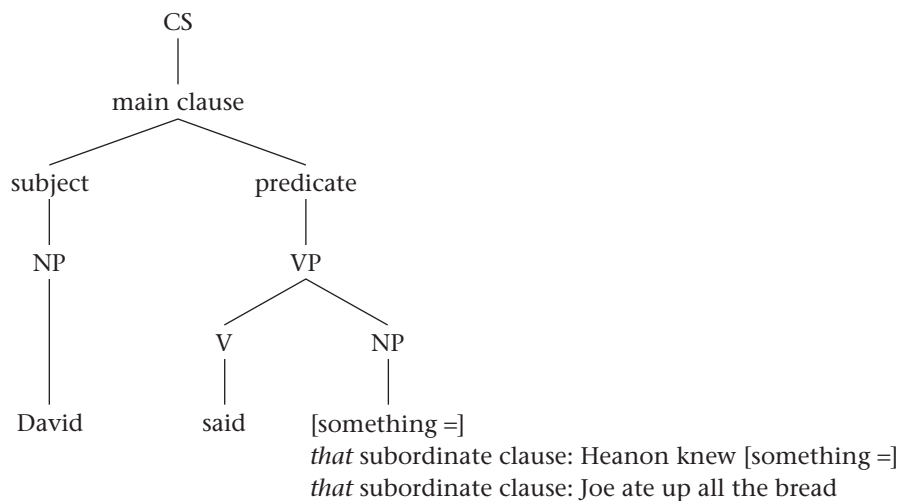 CS
main clause
subject predicate
NP VP
V NP
David said [something =]
that subordinate clause: Heanon knew [something =]
that subordinate clause: Joe ate up all the bread